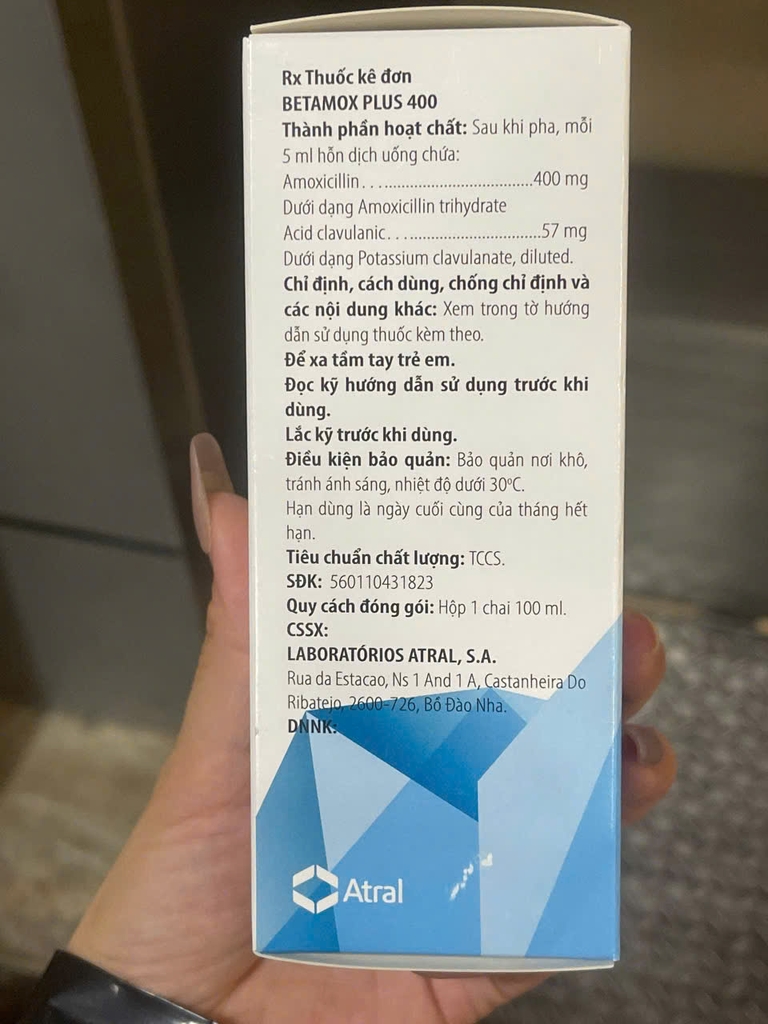 Rx Thuốc kê đơn
BETAMOX PLUS 400
Thành phần hoạt chất: Sau khi pha, mỗi
5 ml hỗn dịch uống chứa:
Amoxicillin......................................400 mg
Dưới dạng Amoxicillin trihydrate
Acid clavulanic..................................57 mg
Dưới dạng Potassium clavulanate, diluted.
Chỉ định, cách dùng, chống chỉ định và
các nội dung khác: Xem trong tờ hướng
dẫn sử dụng thuốc kèm theo.
Để xa tầm tay trẻ em.
Đọc kỹ hướng dẫn sử dụng trước khi
dùng.
Lắc kỹ trước khi dùng.
Điều kiện bảo quản: Bảo quản nơi khô,
tránh ánh sáng, nhiệt độ dưới 30ºC.
Hạn dùng là ngày cuối cùng của tháng hết
hạn.
Tiêu chuẩn chất lượng: TCCS.
SĐK: 560110431823
Quy cách đóng gói: Hộp 1 chai 100 ml.
CSSX:
LABORATÓRIOS ATRAL, S.A.
Rua da Estacao, Ns 1 And 1 A, Castanheira Do
Ribatejo, 2600-726, Bồ Đào Nha.
DNNK:
Atral